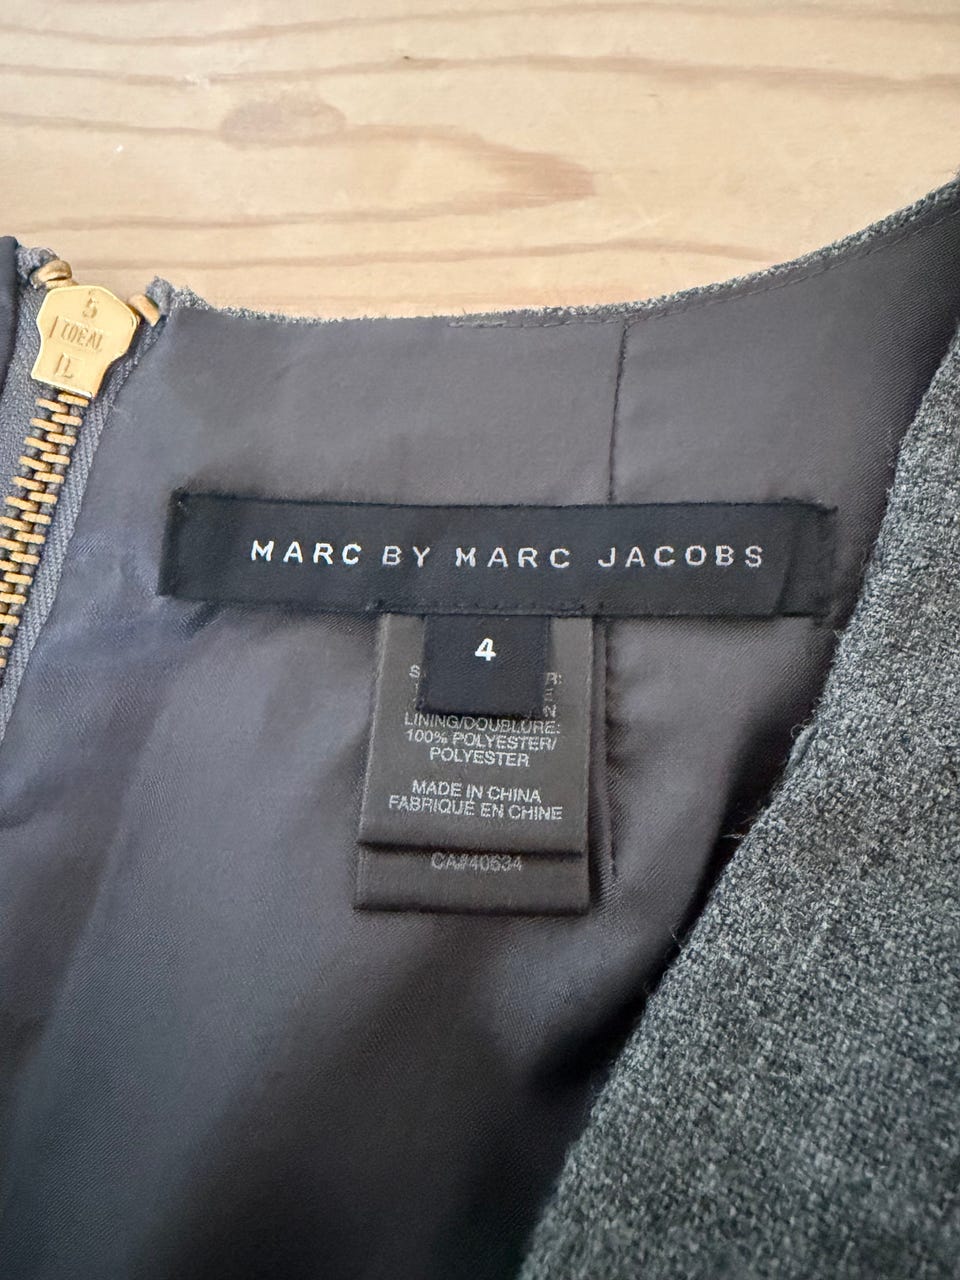 5
IDEAL
L
MARC BY MARC JACOBS
4
LINING/DOUBLURE:
100% POLYESTER/
POLYESTER
MADE IN CHINA
FABRIQUÉ EN CHINE
CA#40634